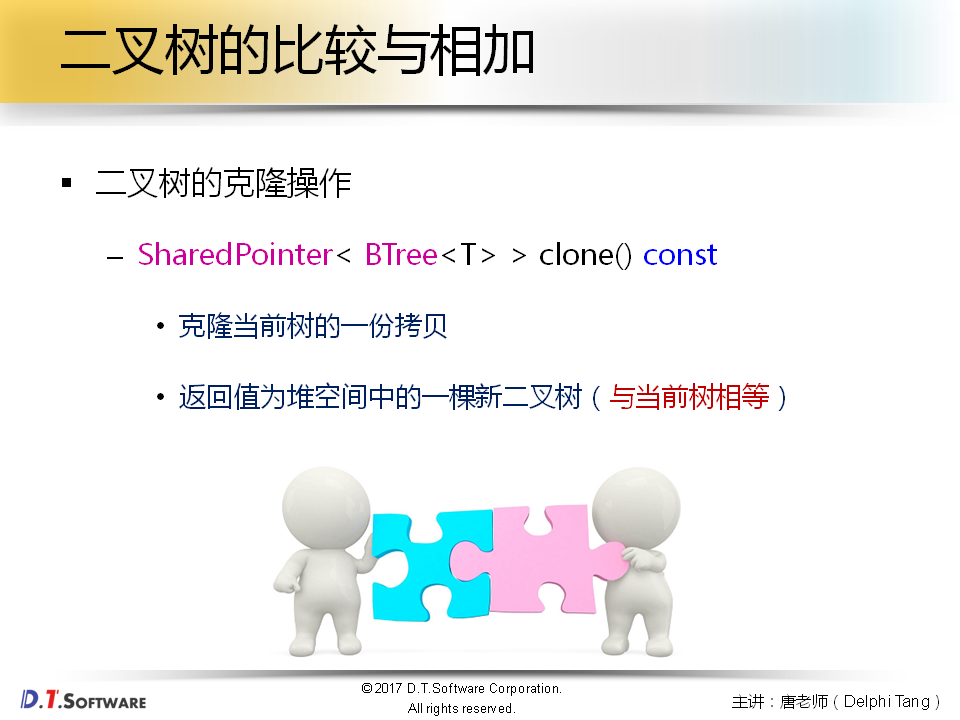 二叉树的比较与相加
▪ 二叉树的克隆操作
– SharedPointer< BTree<T> > clone() const
• 克隆当前树的一份拷贝
• 返回值为堆空间中的一棵新二叉树（与当前树相等）
D.T.SOFTWARE
©2017 D.T.Software Corporation.
All rights reserved.
主讲：唐老师（Delphi Tang）